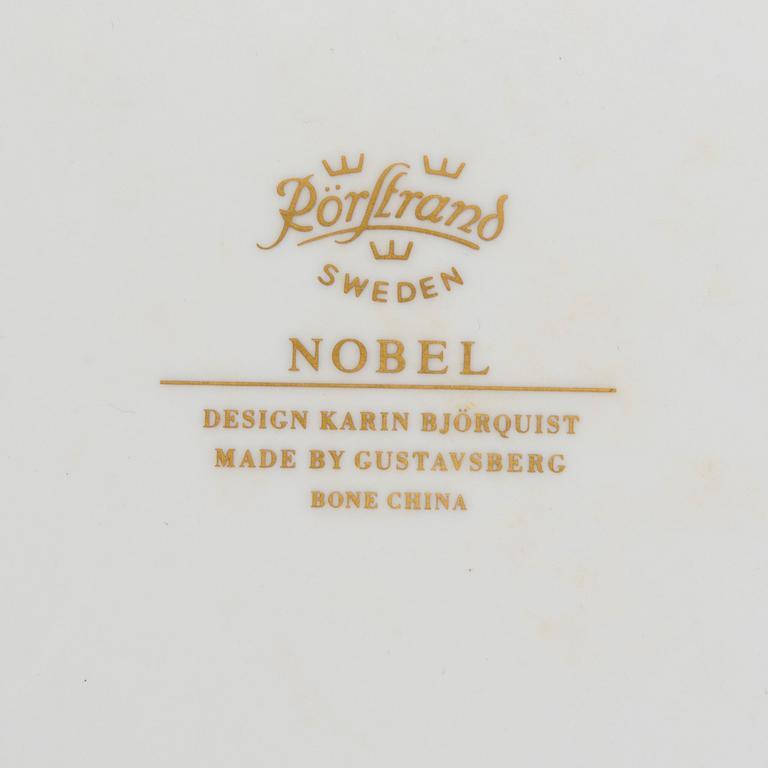 Rörstrand
SWEDEN
NOBEL
DESIGN KARIN BJÖRQUIST
MADE BY GUSTAVSBERG
BONE CHINA